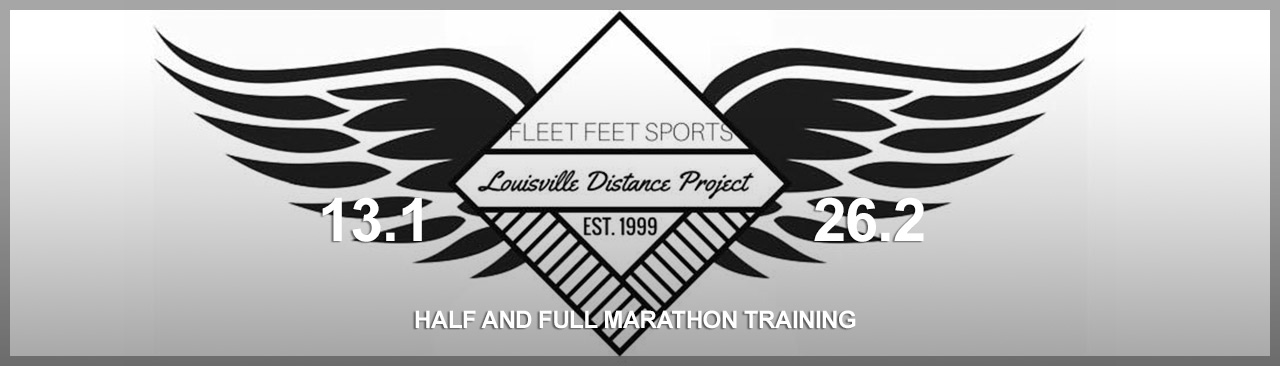 FLEET FEET SPORTS
Louisville Distance Project
13.1
EST. 1999
26.2
HALF AND FULL MARATHON TRAINING